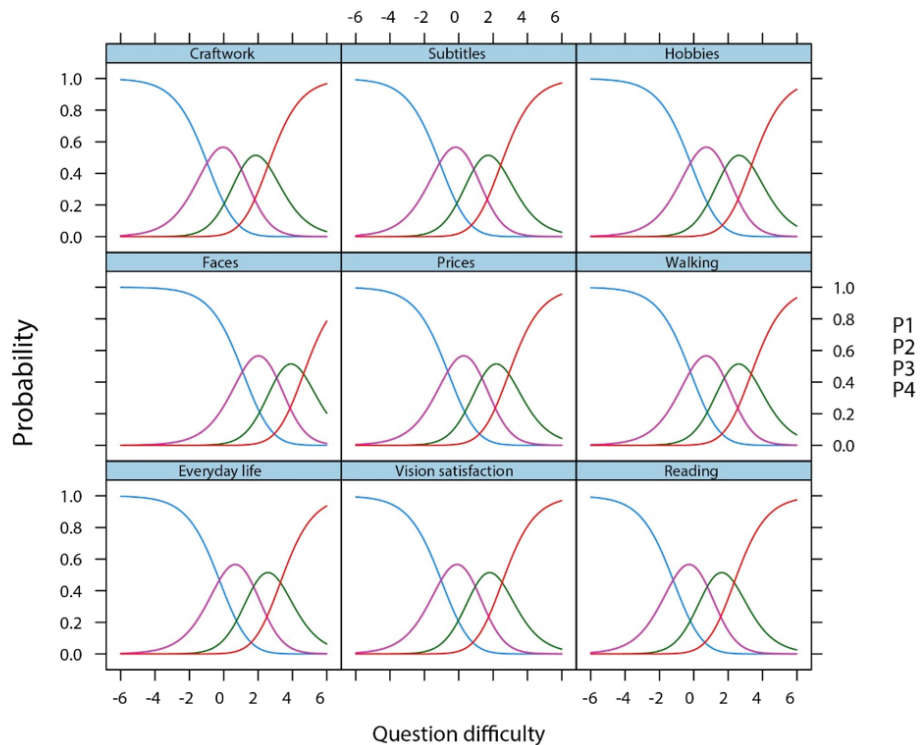 -6 -4 -2 0 2 4 6
Craftwork Subtitles Hobbies
1.0
0.8
0.6
0.4
0.2
0.0
Faces Prices Walking
1.0
0.8
0.6
0.4
0.2
0.0
Probability
P1
P2
P3
P4
Everyday life Vision satisfaction Reading
1.0
0.8
0.6
0.4
0.2
0.0
-6 -4 -2 0 2 4 6 -6 -4 -2 0 2 4 6
Question difficulty